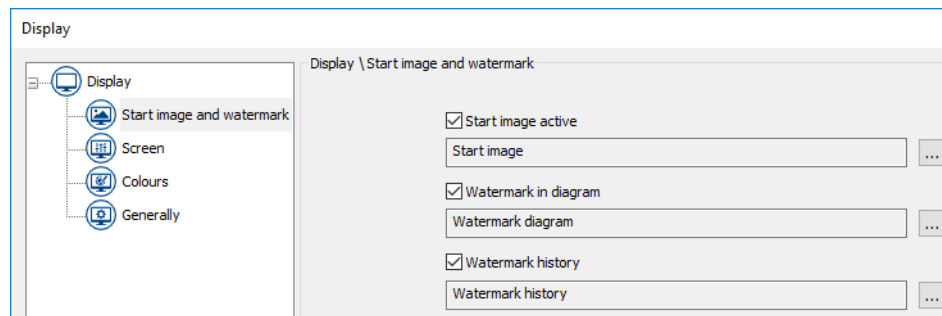 Display
Display
Start image and watermark
Screen
Colours
Generally
Display \ Start image and watermark
Start image active
Start image
...
Watermark in diagram
Watermark diagram
...
Watermark history
Watermark history
...